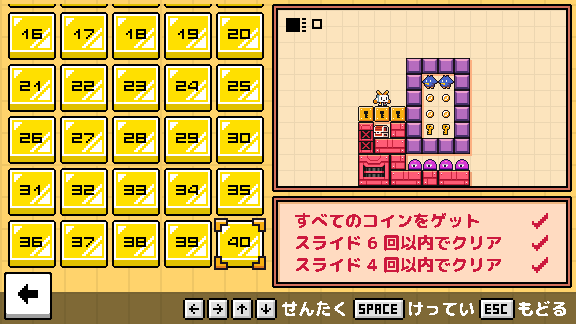 16 17 18 19 20
21 22 23 24 25
26 27 28 29 30
31 32 33 34 35
36 37 38 39 40
すべてのコインをゲット
スライド 6 回以内でクリア
スライド 4 回以内でクリア
← → ↑ ↓ せんたく SPACE けってい ESC もどる